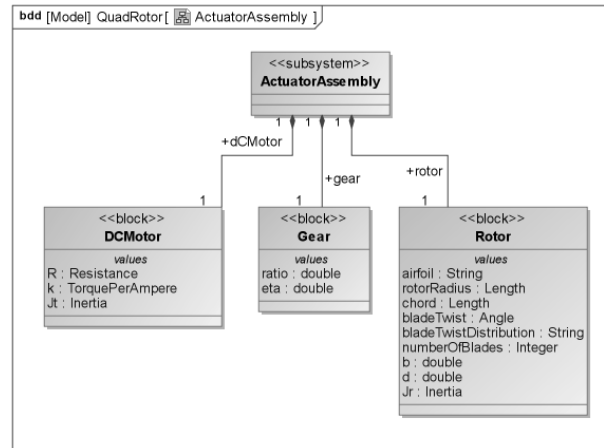 bdd [Model] QuadRotor[ ActuatorAssembly ]
<<subsystem>>
ActuatorAssembly
1 1 1
+dCMotor
+gear
+rotor
1 1 1
<<block>>
DCMotor
values
R : Resistance
k : TorquePerAmpere
Jt : Inertia
<<block>>
Gear
values
ratio : double
eta : double
<<block>>
Rotor
values
airfoil : String
rotorRadius : Length
chord : Length
bladeTwist : Angle
bladeTwistDistribution : String
numberOfBlades : Integer
b : double
d : double
Jr : Inertia